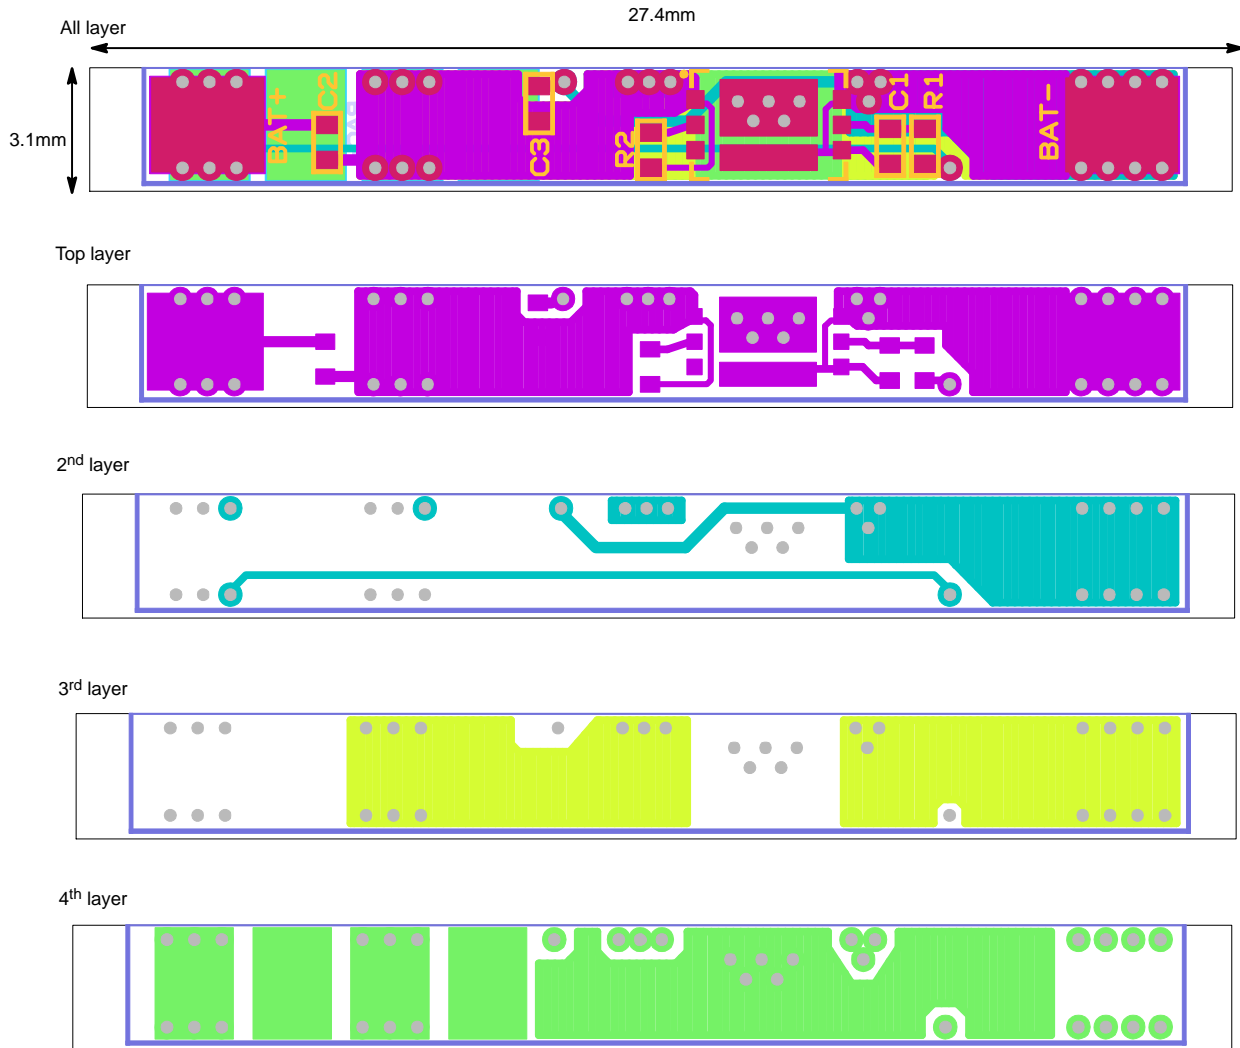 27.4mm
All layer
3.1mm
BAT+
C2
C3
R2
C1
R1
BAT-
Top layer
2nd layer
3rd layer
4th layer